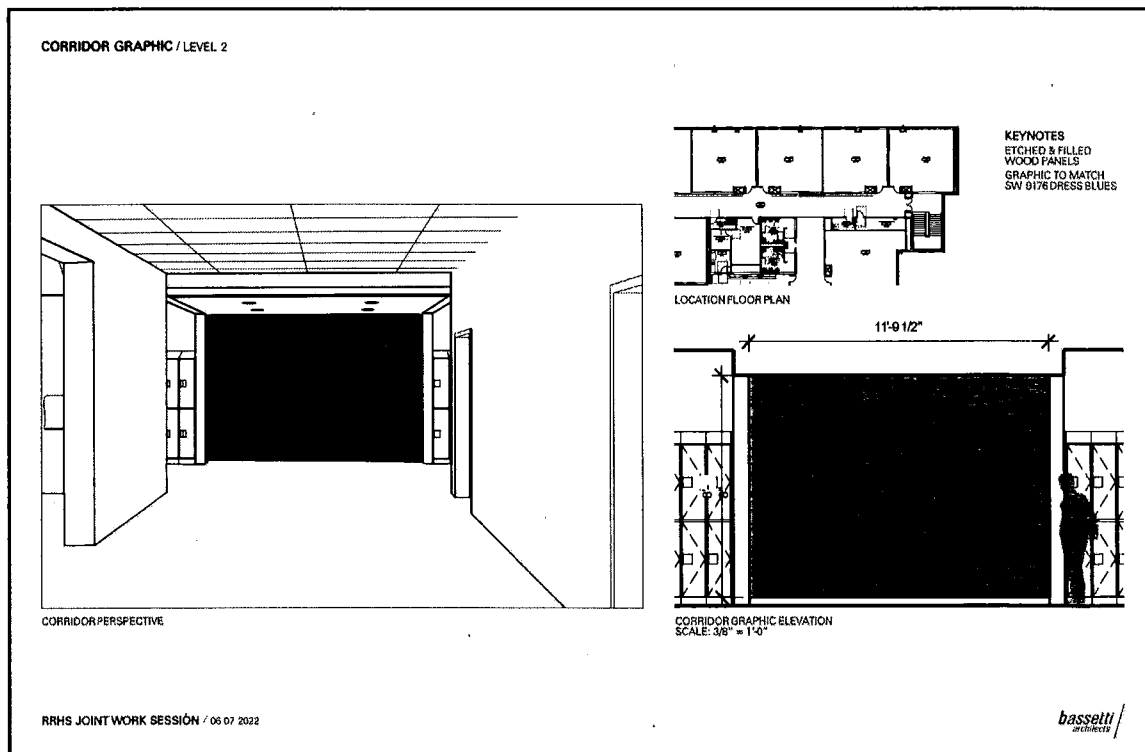 CORRIDOR GRAPHIC / LEVEL 2
KEYNOTES
ETCHED & FILLED
WOOD PANELS
GRAPHIC TO MATCH
SW 9176 DRESS BLUES
LOCATION FLOOR PLAN
11'-9 1/2"
CORRIDOR PERSPECTIVE
CORRIDOR GRAPHIC ELEVATION
SCALE: 3/8" = 1'-0"
RRHS JOINT WORK SESSION / 06 07 2022
bassetti
architects